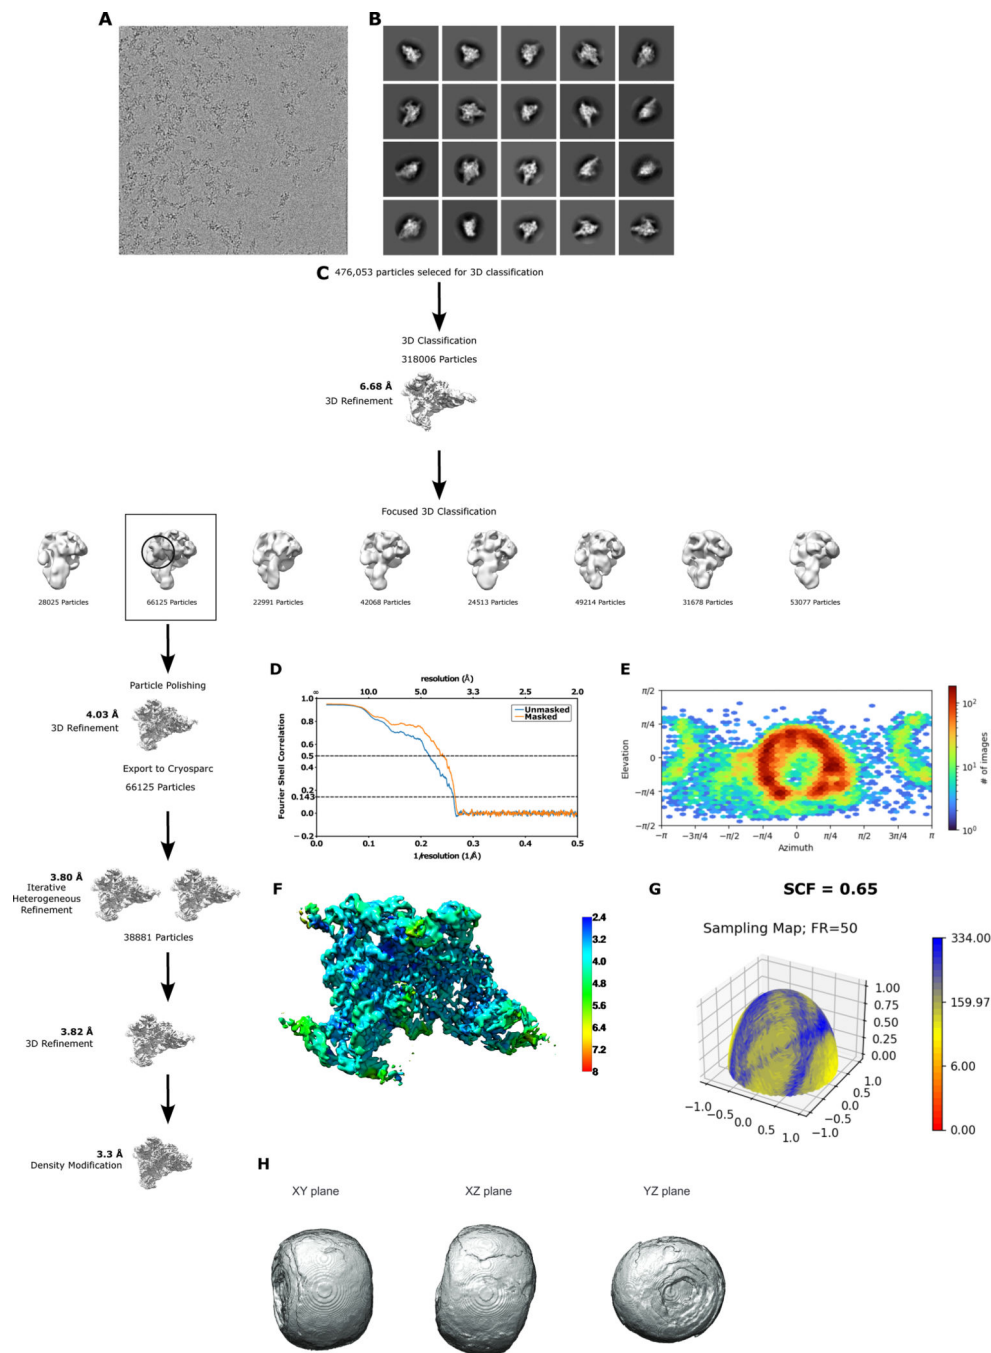 A
B
C 476,053 particles seleced for 3D classification
3D Classification
318006 Particles
6.68 Å
3D Refinement
Focused 3D Classification
28025 Particles
66125 Particles
22991 Particles
42068 Particles
24513 Particles
49214 Particles
31678 Particles
53077 Particles
Particle Polishing
4.03 Å
3D Refinement
Export to Cryosparc
66125 Particles
3.80 Å
Iterative
Heterogeneous
Refinement
38881 Particles
3.82 Å
3D Refinement
3.3 Å
Density Modification
D
resolution (Å)
∞ 10.0 5.0 3.3 2.5 2.0
Unmasked
Masked
Fourier Shell Correlation
1.0
0.8
0.6
0.5
0.4
0.2
0.143
0.0
−0.2
0.0 0.1 0.2 0.3 0.4 0.5
1/resolution (1/Å)
E
Elevation
π/2
π/4
0
−π/4
−π/2
−π −3π/4 −π/2 −π/4 0 π/4 π/2 3π/4 π
Azimuth
10²
10¹
10⁰
# of images
F
2.4
3.2
4.0
4.8
5.6
6.4
7.2
8
G
SCF = 0.65
Sampling Map; FR=50
1.00
0.75
0.50
0.25
0.00
−1.0 −0.5 0.0 0.5 1.0
−1.0 −0.5 0.0 0.5 1.0
334.00
159.97
6.00
0.00
H
XY plane
XZ plane
YZ plane